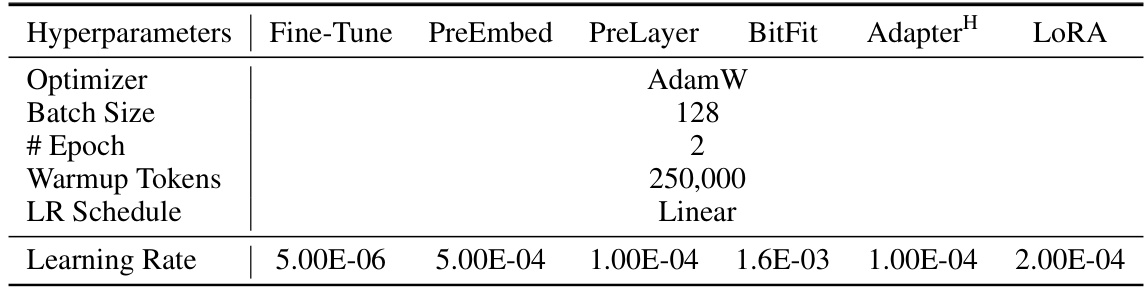 Hyperparameters Fine-Tune PreEmbed PreLayer BitFit Adapter^H LoRA
Optimizer AdamW
Batch Size 128
# Epoch 2
Warmup Tokens 250,000
LR Schedule Linear
Learning Rate 5.00E-06 5.00E-04 1.00E-04 1.6E-03 1.00E-04 2.00E-04